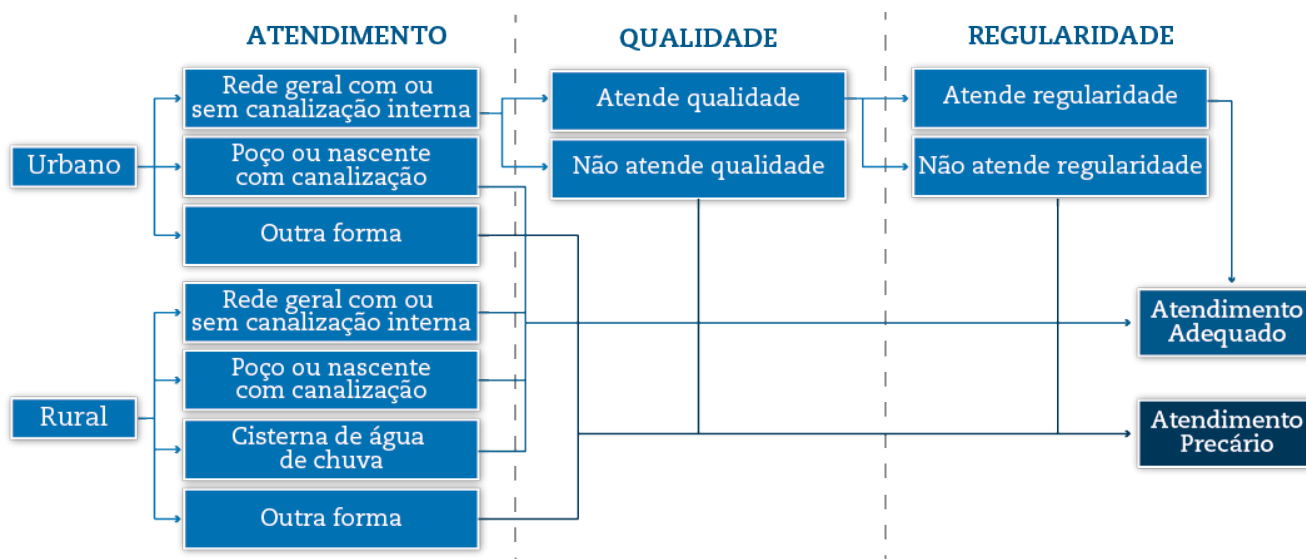 ATENDIMENTO
QUALIDADE
REGULARIDADE
Urbano
Rede geral com ou
sem canalização interna
Poço ou nascente
com canalização
Outra forma
Atende qualidade
Não atende qualidade
Atende regularidade
Não atende regularidade
Rural
Rede geral com ou
sem canalização interna
Poço ou nascente
com canalização
Cisterna de água
de chuva
Outra forma
Atendimento
Adequado
Atendimento
Precário